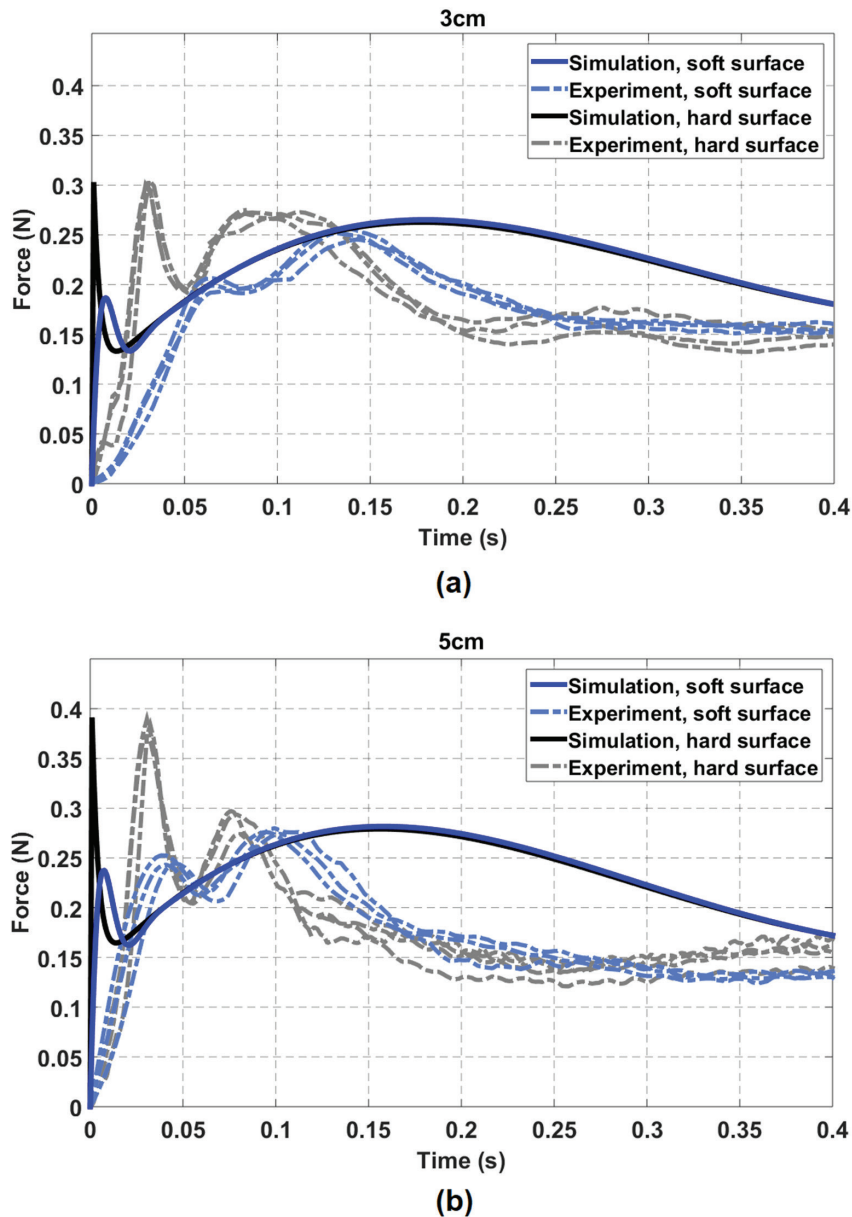 3cm
Simulation, soft surface
Experiment, soft surface
Simulation, hard surface
Experiment, hard surface
0.4
0.35
0.3
0.25
0.2
0.15
0.1
0.05
0
Force (N)
0 0.05 0.1 0.15 0.2 0.25 0.3 0.35 0.4
Time (s)
(a)
5cm
Simulation, soft surface
Experiment, soft surface
Simulation, hard surface
Experiment, hard surface
0.4
0.35
0.3
0.25
0.2
0.15
0.1
0.05
0
Force (N)
0 0.05 0.1 0.15 0.2 0.25 0.3 0.35 0.4
Time (s)
(b)